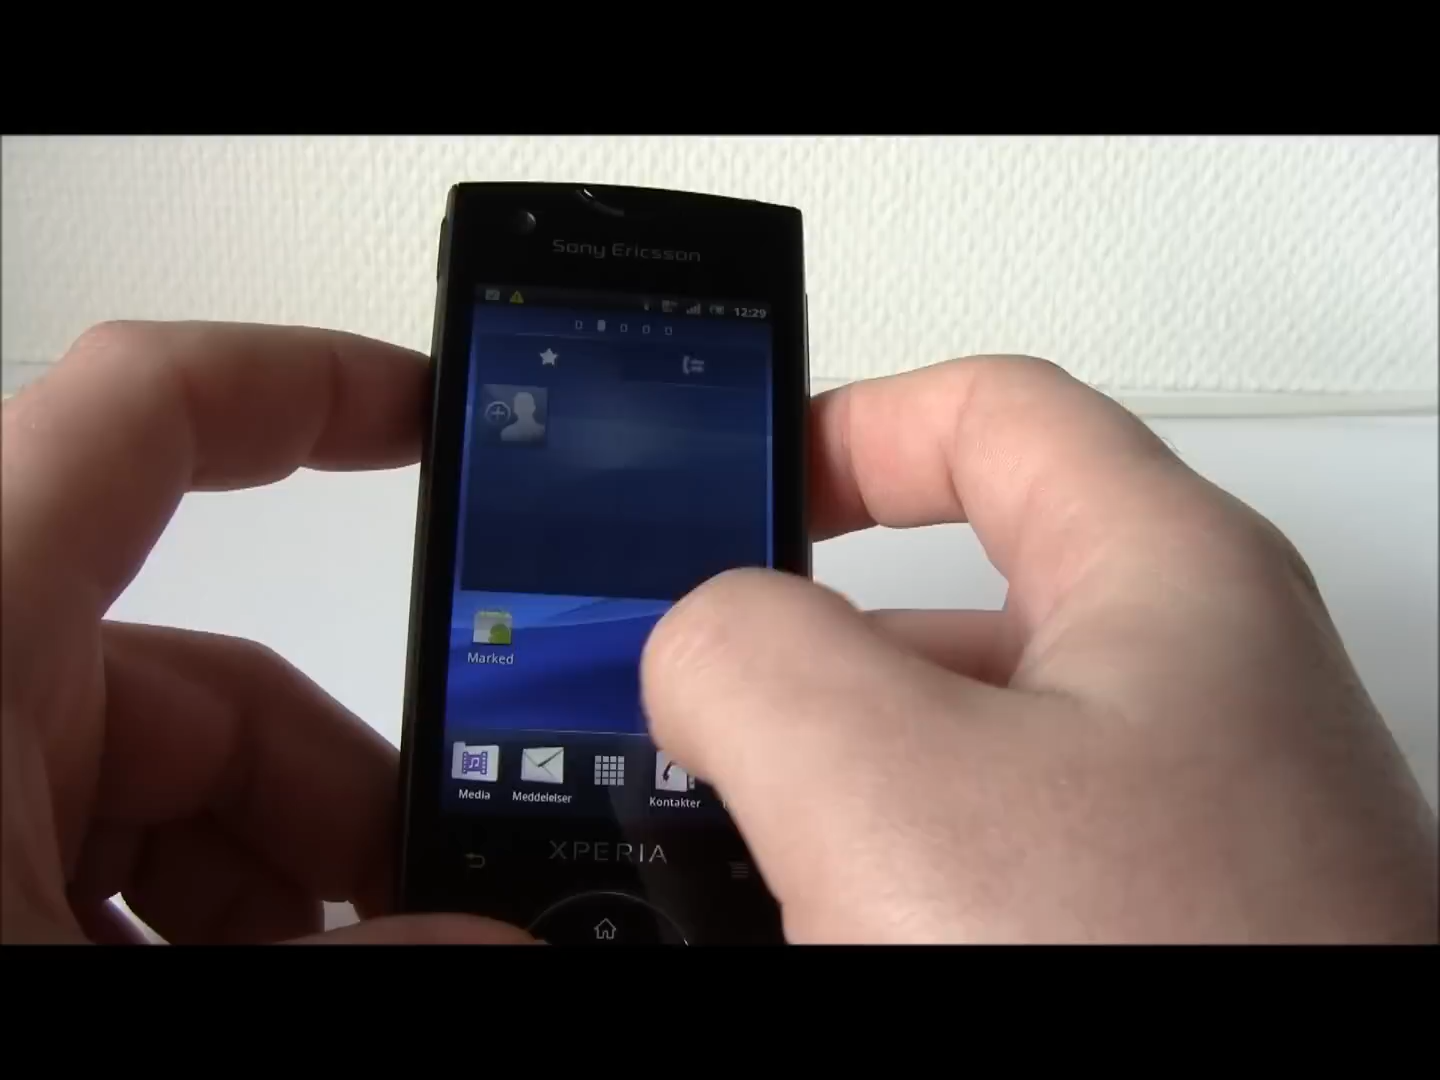 Sony Ericsson
12:29
Marked
Media
Meddelelser
Kontakter
XPERIA